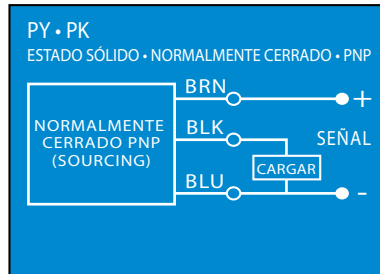 PY • PK
ESTADO SÓLIDO • NORMALMENTE CERRADO • PNP
BRN
+
NORMALMENTE
CERRADO PNP
(SOURCING)
BLK
SEÑAL
CARGAR
BLU
-